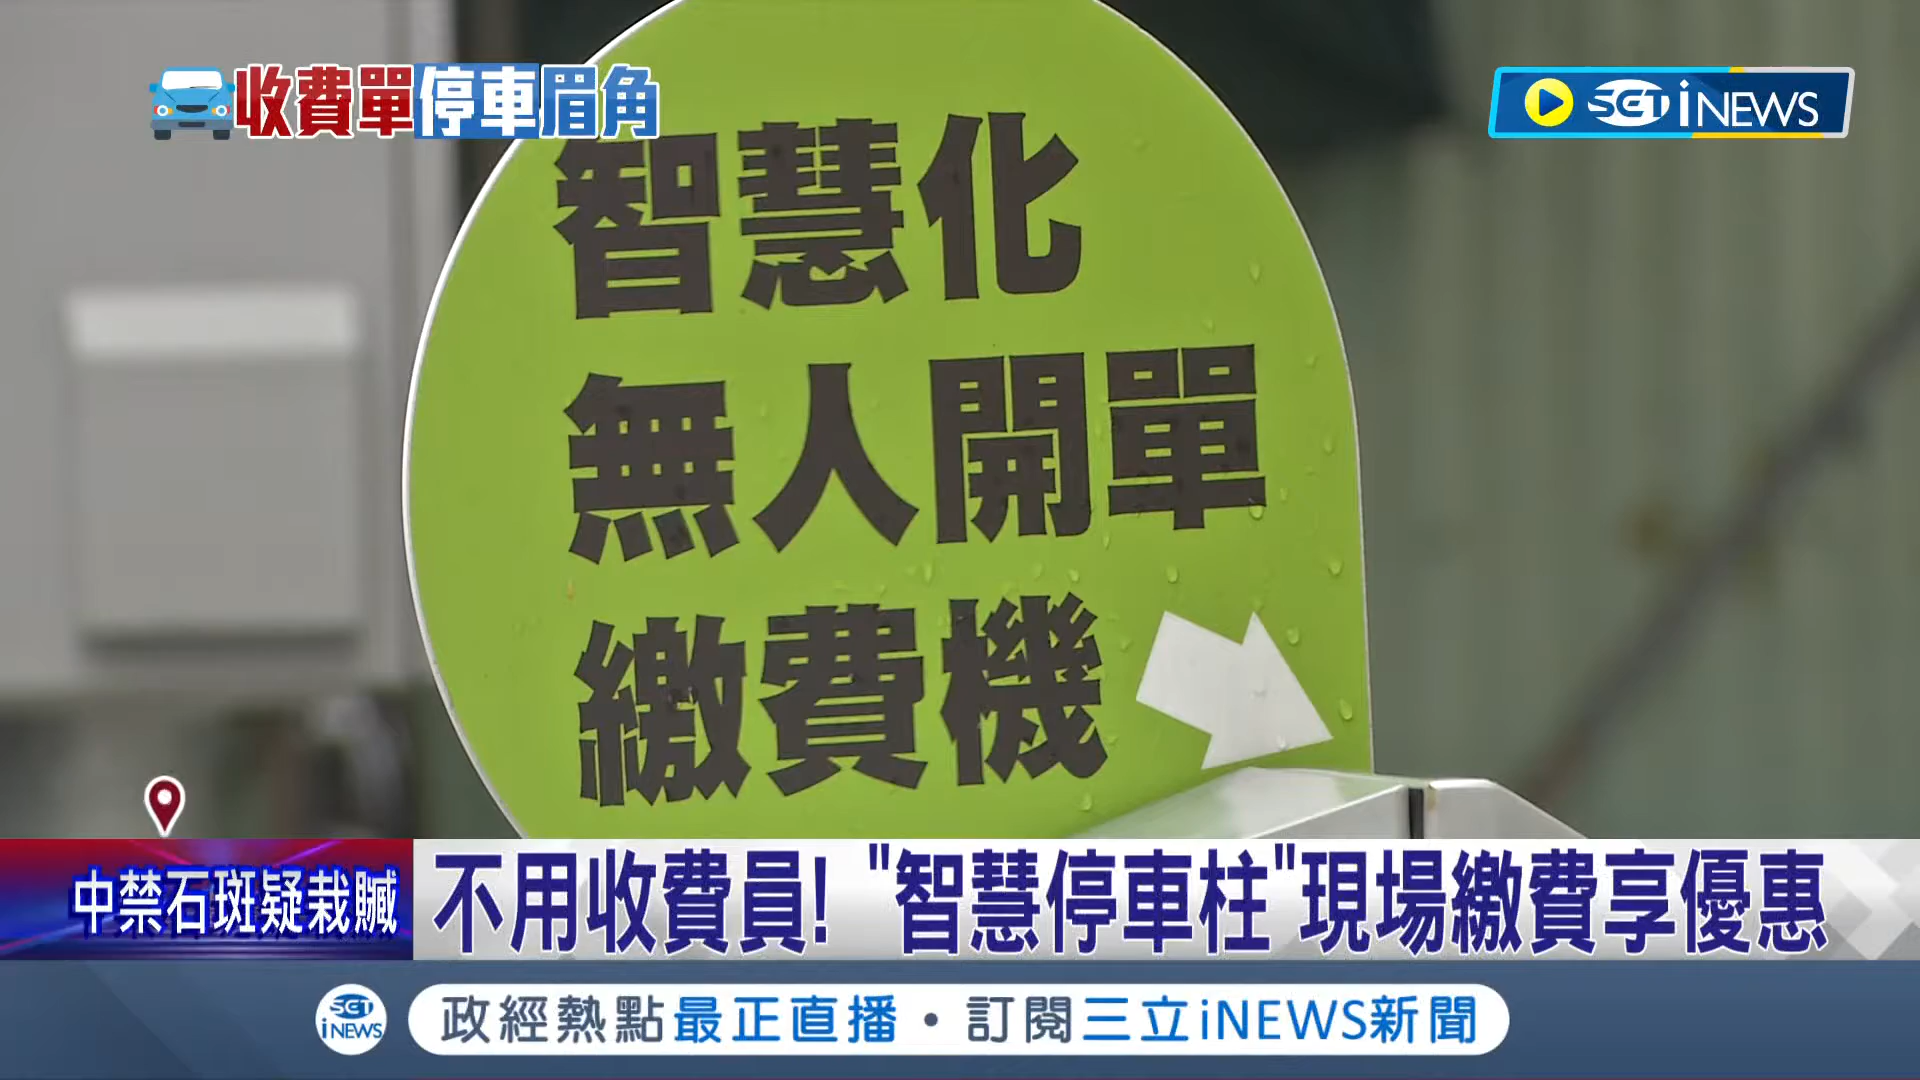 收費單停車眉角
SET iNEWS
智慧化
無人開單
繳費機
中禁石斑疑栽贓
不用收費員! "智慧停車柱"現場繳費享優惠
SET iNEWS
政經熱點最正直播・訂閱三立iNEWS新聞